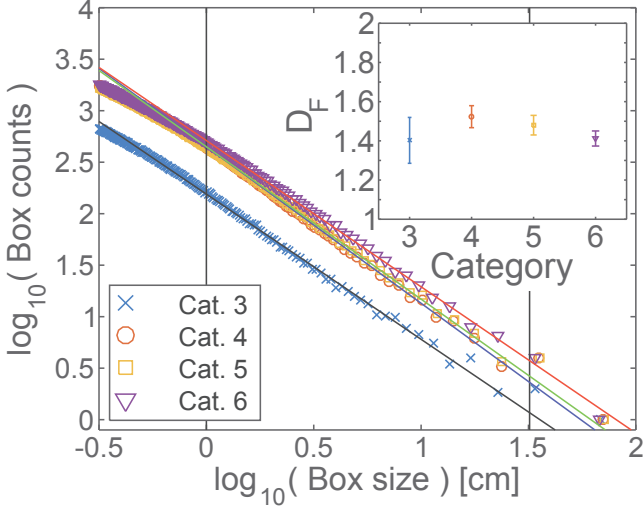 4
3.5
3
2.5
2
1.5
1
0.5
0
log10( Box counts )
-0.5 0 0.5 1 1.5 2
log10( Box size ) [cm]
Cat. 3
Cat. 4
Cat. 5
Cat. 6
2
1.8
1.6
1.4
1.2
1
DF
3 4 5 6
Category